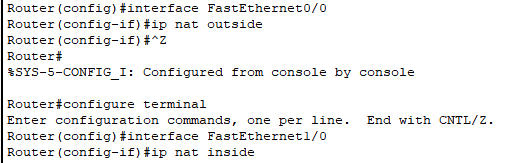 Router(config)#interface FastEthernet0/0
Router(config-if)#ip nat outside
Router(config-if)#^Z
Router#
%SYS-5-CONFIG_I: Configured from console by console

Router#configure terminal
Enter configuration commands, one per line.  End with CNTL/Z.
Router(config)#interface FastEthernet1/0
Router(config-if)#ip nat inside